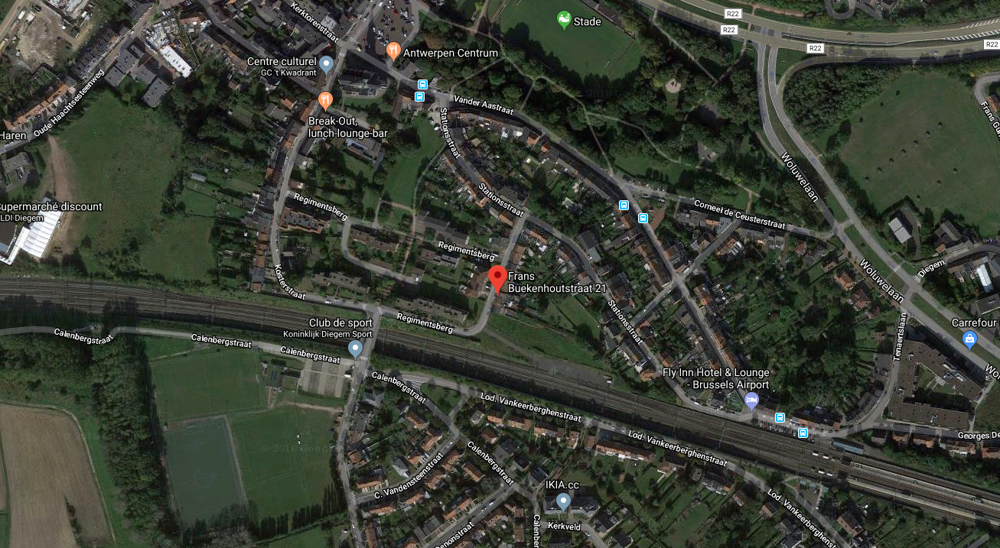 R22
R22
R22
R22
Stade
Kerktorenstraat
Antwerpen Centrum
Centre culturel
GC 't Kwadrant
Oude Haachtsesteenweg
Haren
Break-Out,
lunch-lounge-bar
Vander Aastraat
Stationsstraat
Woluwelaan
Stationsstraat
Regimentsberg
Corneel de Ceusterstraat
upermarché discount
LDI Diegem
Regimentsberg
Frans
Buekenhoutstraat 21
Kosterstraat
Woluwelaan
Diegem
Stationsstraat
Tenaertslaan
Carrefour
Regimentsberg
Club de sport
Koninklijk Diegem Sport
Calenbergstraat
Calenbergstraat
Calenbergstraat
Calenbergstraat
Fly Inn Hotel & Lounge
- Brussels Airport
Lod. Vankeerberghenstraat
Lod. Vankeerberghenstraat
Georges De
C. Vandensteenstraat
Calenbergstraat
IKIA.cc
Kerkveld
Lod. Vankeerberghenstraat